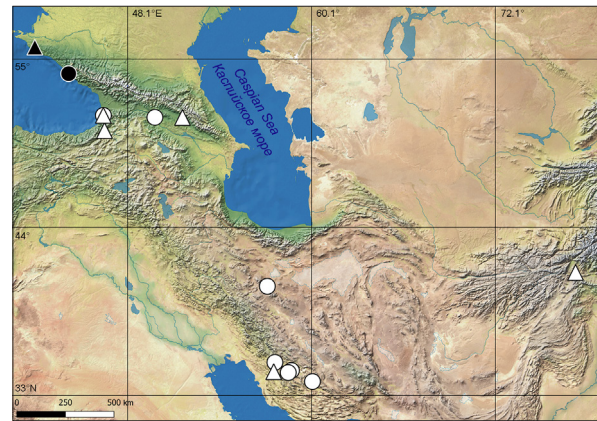 48.1°E
60.1°
72.1°
55°
Caspian Sea
Каспийское море
44°
33°N
0 250 500 km